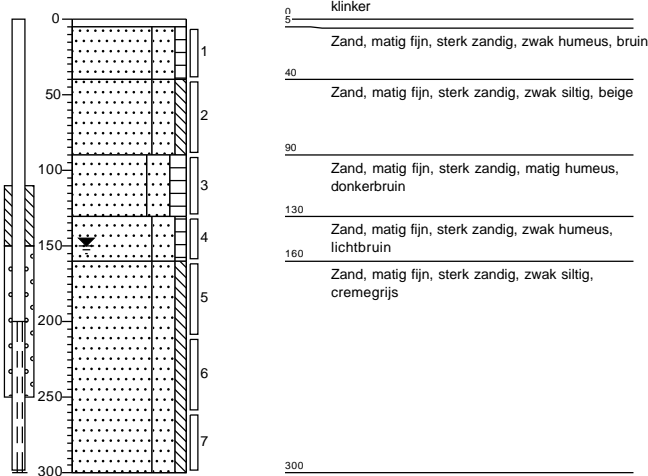 0
50
100
150
200
250
300
1
2
3
4
5
6
7
0
klinker
5
Zand, matig fijn, sterk zandig, zwak humeus, bruin
40
Zand, matig fijn, sterk zandig, zwak siltig, beige
90
Zand, matig fijn, sterk zandig, matig humeus,
donkerbruin
130
Zand, matig fijn, sterk zandig, zwak humeus,
lichtbruin
160
Zand, matig fijn, sterk zandig, zwak siltig,
cremegrijs
300